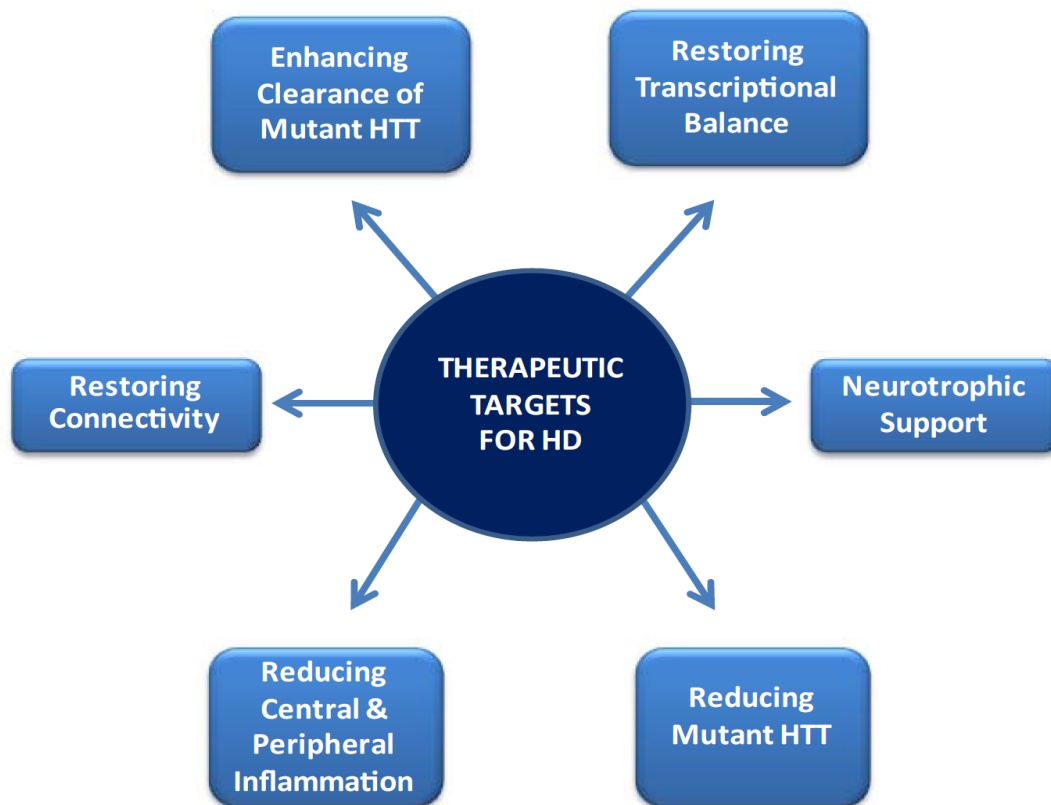 Enhancing
Clearance of
Mutant HTT
Restoring
Transcriptional
Balance
Restoring
Connectivity
THERAPEUTIC
TARGETS
FOR HD
Neurotrophic
Support
Reducing
Central &
Peripheral
Inflammation
Reducing
Mutant HTT